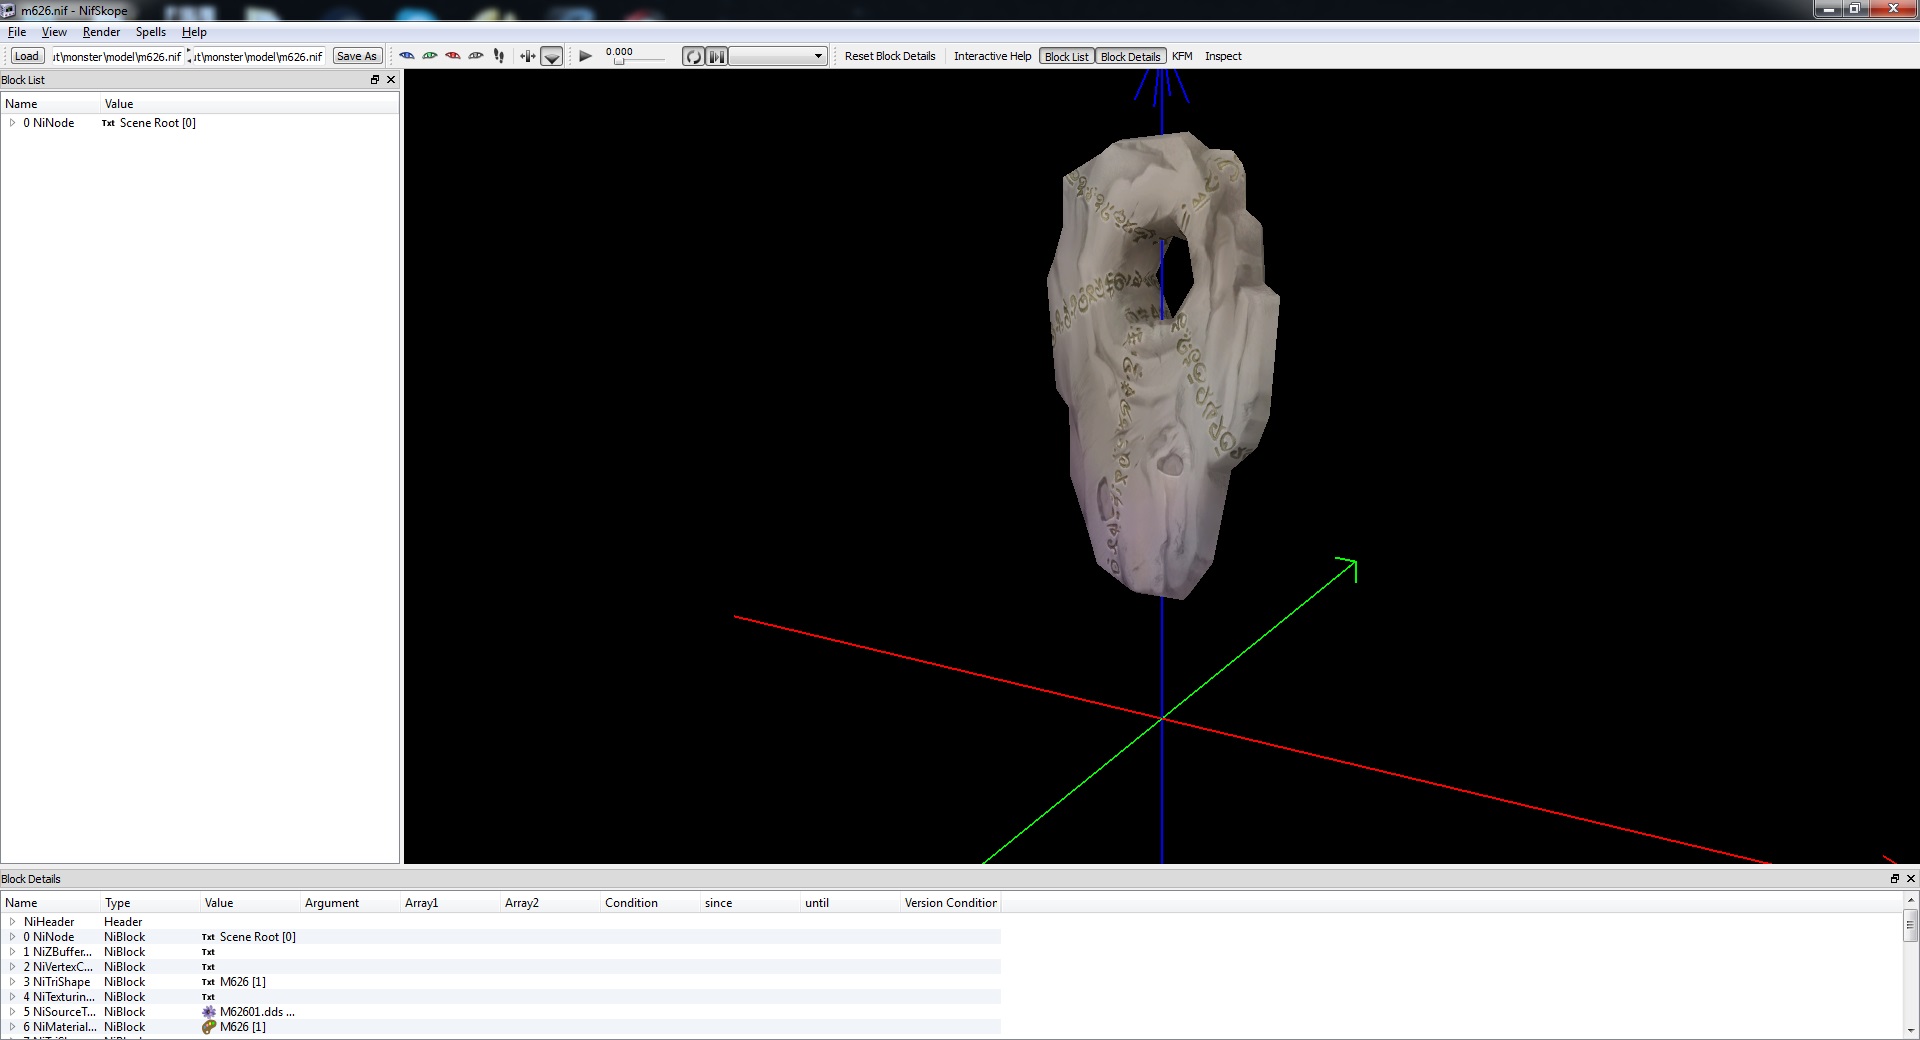 m626.nif - NifSkope
File View Render Spells Help
Load ut\monster\model\m626.nif ut\monster\model\m626.nif Save As 0.000 Reset Block Details Interactive Help Block List Block Details KFM Inspect
Block List
Name Value
0 NiNode Txt Scene Root [0]
Block Details
Name Type Value Argument Array1 Array2 Condition since until Version Condition
NiHeader Header
0 NiNode NiBlock Txt Scene Root [0]
1 NiZBuffer... NiBlock Txt
2 NiVertexC... NiBlock Txt
3 NiTriShape NiBlock Txt M626 [1]
4 NiTexturin... NiBlock Txt
5 NiSourceT... NiBlock M62601.dds ...
6 NiMaterial... NiBlock M626 [1]